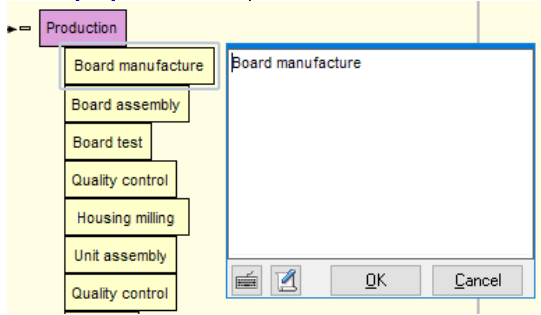 Production
Board manufacture
Board manufacture
Board assembly
Board test
Quality control
Housing milling
Unit assembly
Quality control
OK
Cancel